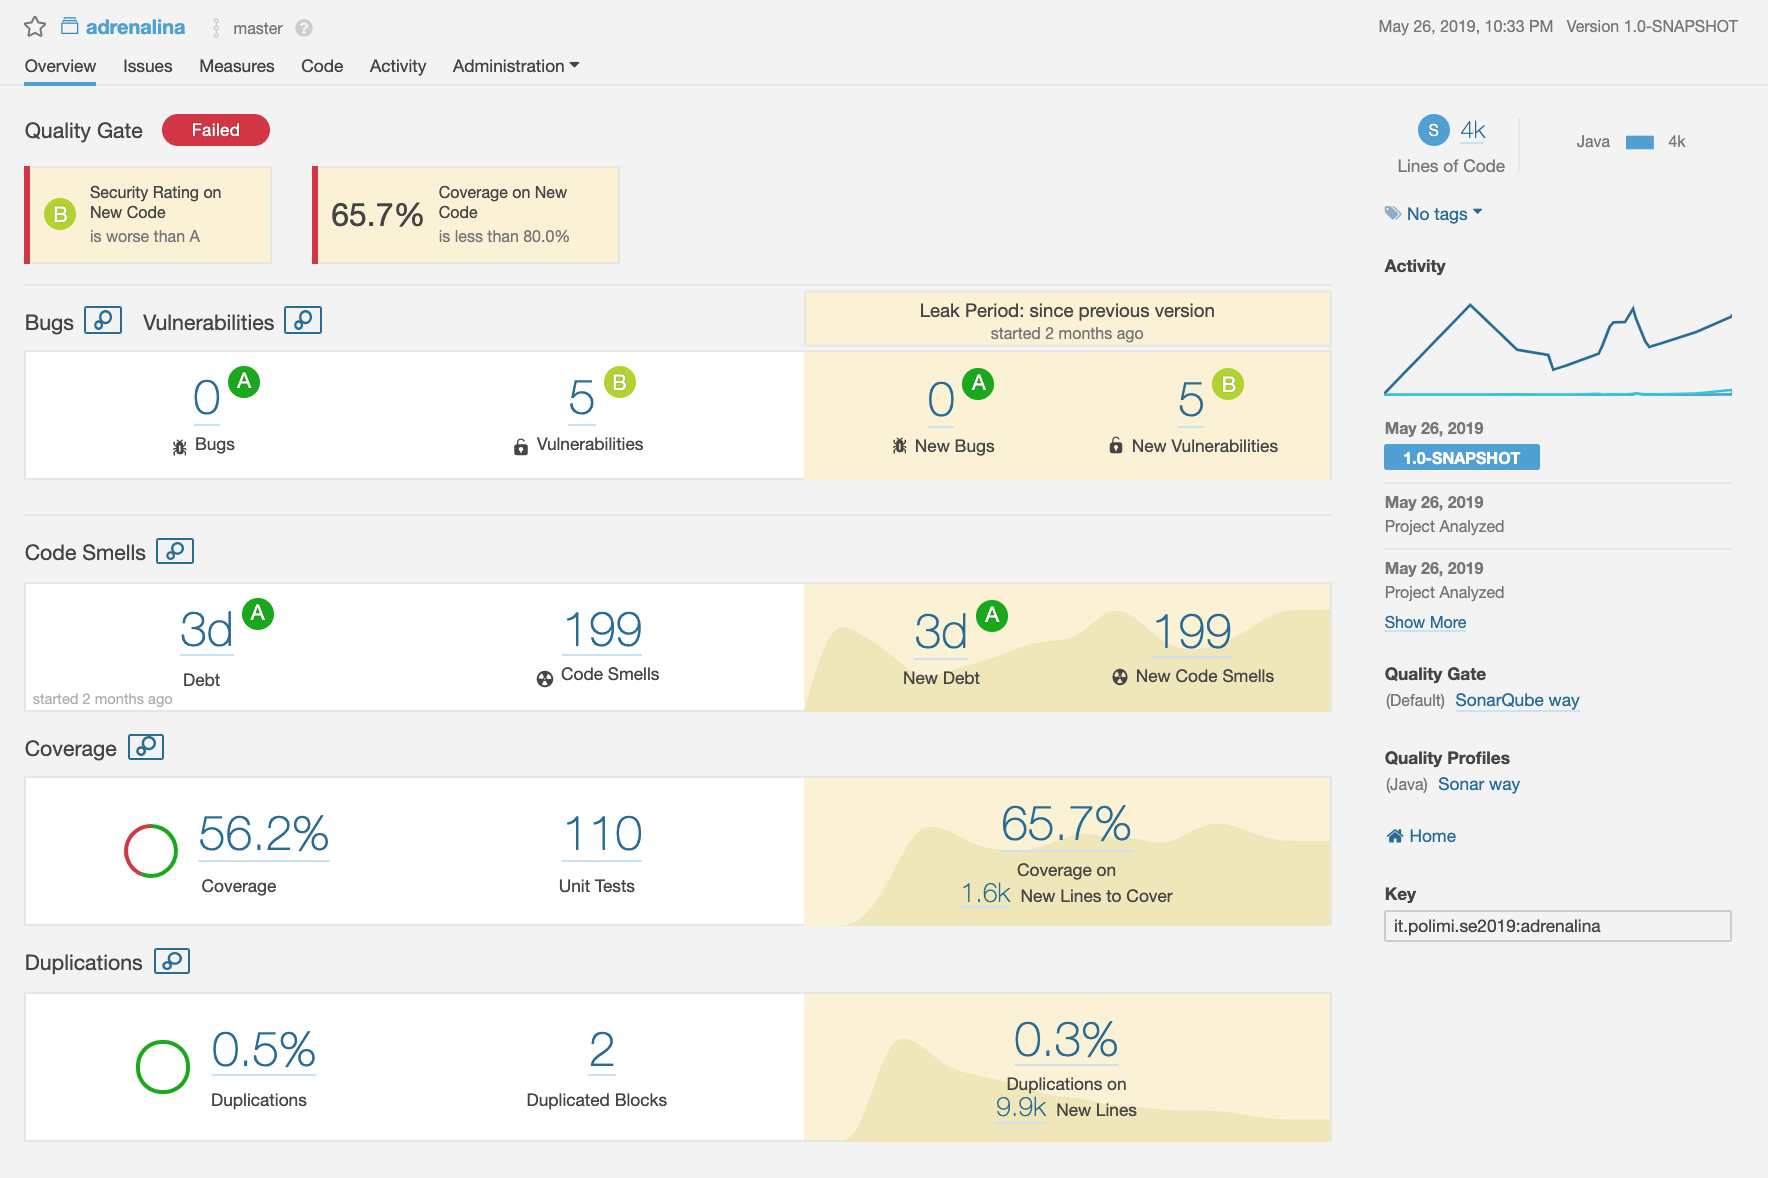 adrenalina master ? May 26, 2019, 10:33 PM Version 1.0-SNAPSHOT
Overview Issues Measures Code Activity Administration
Quality Gate Failed
B Security Rating on New Code is worse than A
65.7% Coverage on New Code is less than 80.0%
Bugs Vulnerabilities
Leak Period: since previous version
started 2 months ago
0 A 5 B 0 A 5 B
Bugs Vulnerabilities New Bugs New Vulnerabilities
Code Smells
3d A 199 3d A 199
Debt Code Smells New Debt New Code Smells
started 2 months ago
Coverage
56.2% 110 65.7%
Coverage Unit Tests Coverage on
1.6k New Lines to Cover
Duplications
0.5% 2 0.3%
Duplications Duplicated Blocks Duplications on
9.9k New Lines
S 4k Java 4k
Lines of Code
No tags
Activity
May 26, 2019
1.0-SNAPSHOT
May 26, 2019
Project Analyzed
May 26, 2019
Project Analyzed
Show More
Quality Gate
(Default) SonarQube way
Quality Profiles
(Java) Sonar way
Home
Key
it.polimi.se2019:adrenalina